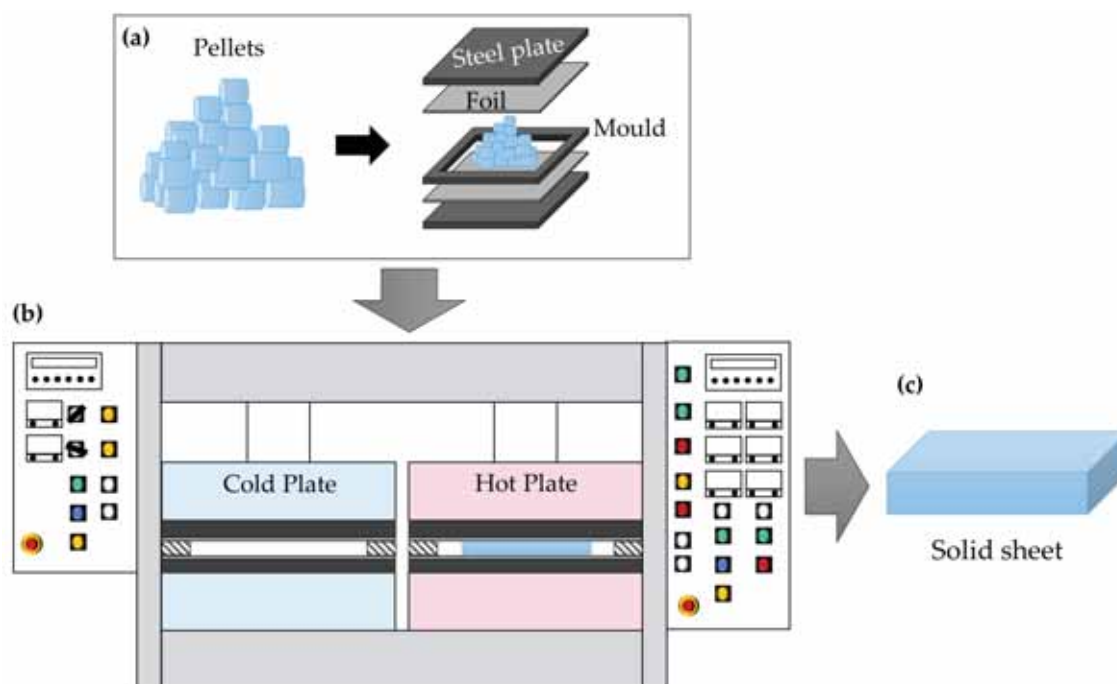 (a)
Pellets
Steel plate
Foil
Mould
(b)
Cold Plate
Hot Plate
(c)
Solid sheet